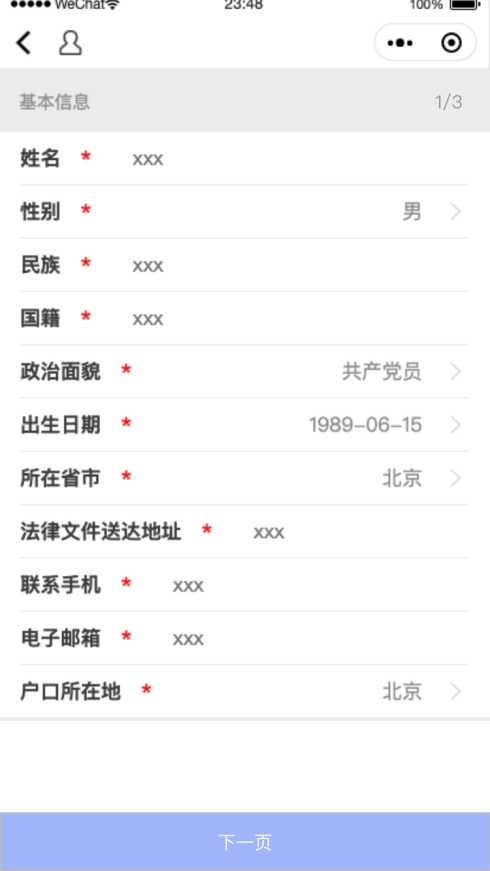 ●●●●● WeChat 23:48 100%
基本信息 1/3
姓名 * xxx
性别 * 男
民族 * xxx
国籍 * xxx
政治面貌 * 共产党员
出生日期 * 1989-06-15
所在省市 * 北京
法律文件送达地址 * xxx
联系手机 * xxx
电子邮箱 * xxx
户口所在地 * 北京
下一页